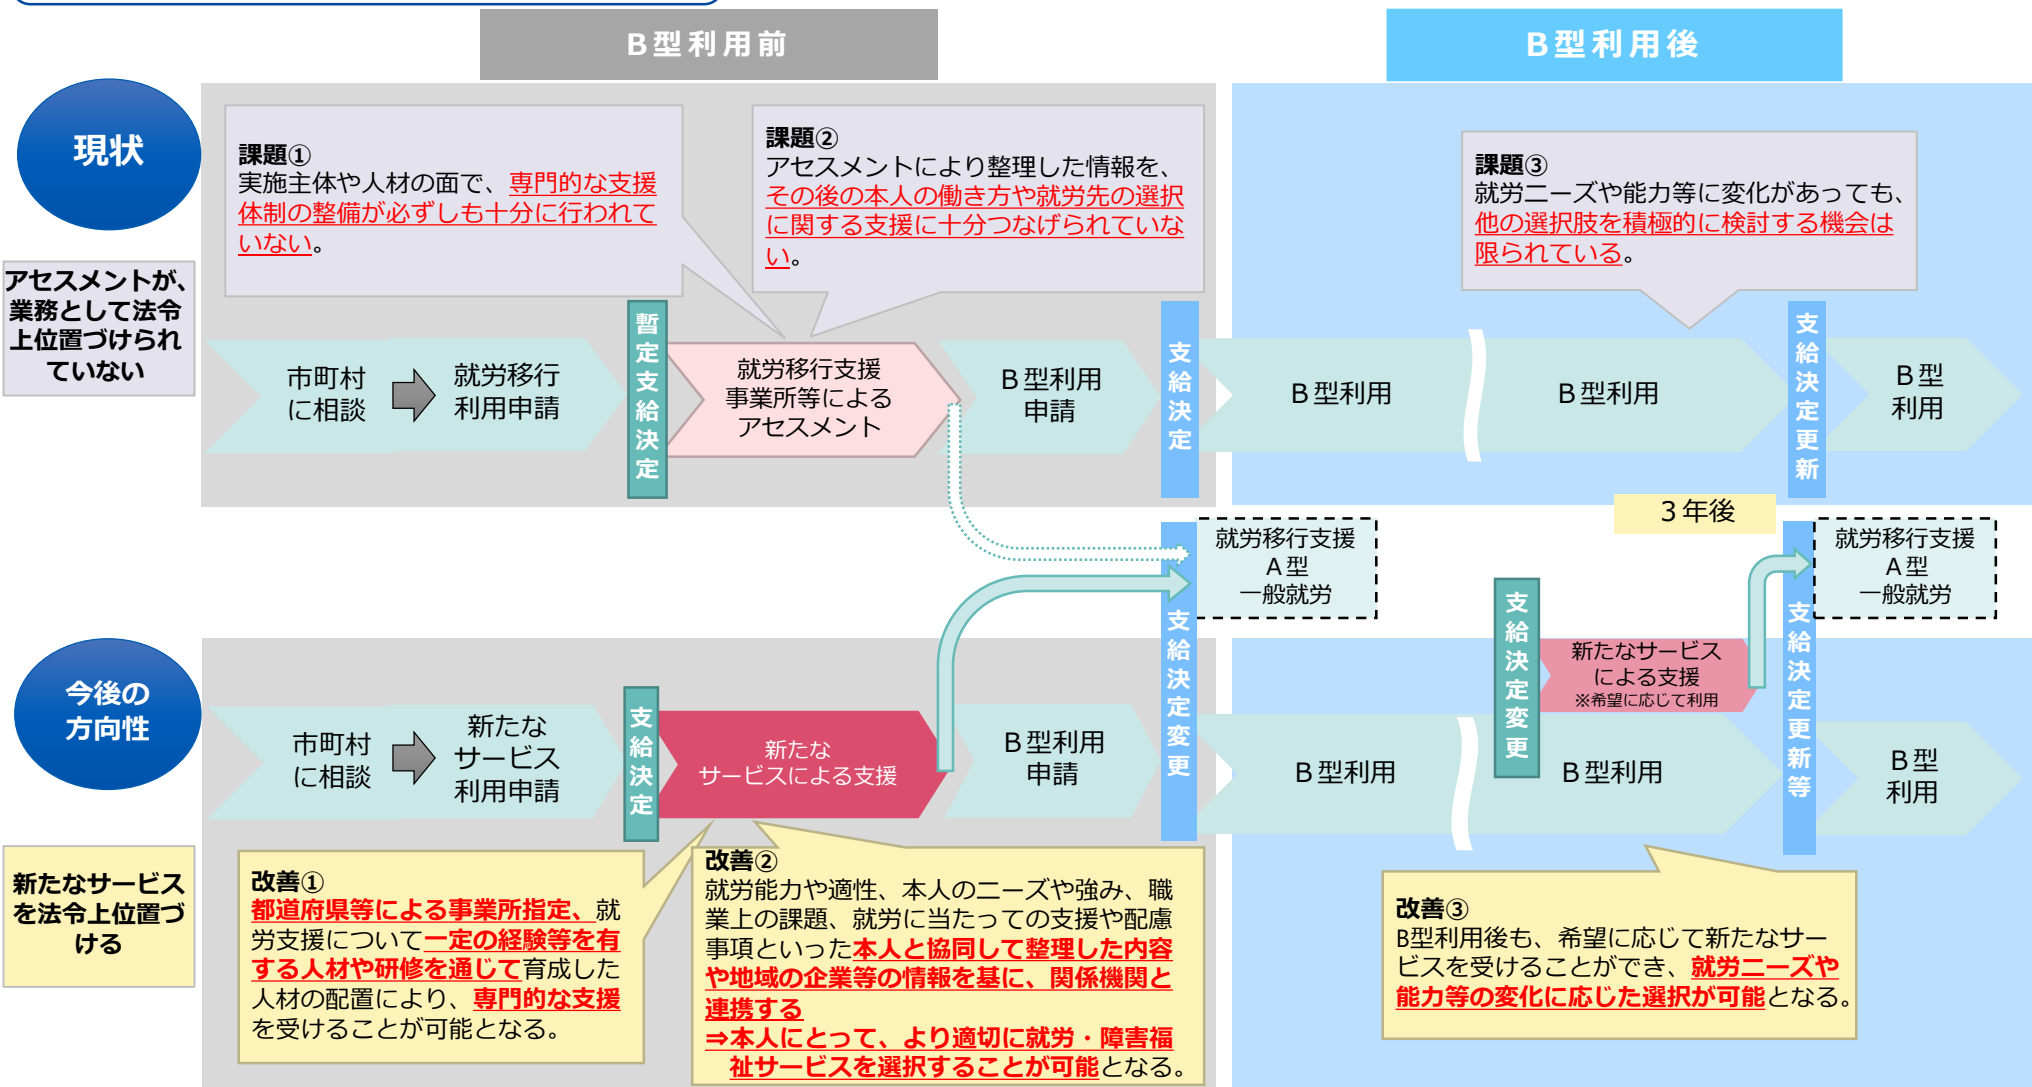 Ｂ型利用前
Ｂ型利用後
現状
アセスメントが、
業務として法令
上位置づけられ
ていない
課題①
実施主体や人材の面で、専門的な支援
体制の整備が必ずしも十分に行われて
いない。
課題②
アセスメントにより整理した情報を、
その後の本人の働き方や就労先の選択
に関する支援に十分つなげられていな
い。
課題③
就労ニーズや能力等に変化があっても、
他の選択肢を積極的に検討する機会は
限られている。
市町村
に相談
就労移行
利用申請
暫定支給決定
就労移行支援
事業所等による
アセスメント
Ｂ型利用
申請
支給決定
Ｂ型利用
Ｂ型利用
支給決定更新
Ｂ型
利用
３年後
就労移行支援
Ａ型
一般就労
就労移行支援
Ａ型
一般就労
今後の
方向性
新たなサービス
を法令上位置づ
ける
市町村
に相談
新たな
サービス
利用申請
支給決定
新たな
サービスによる支援
Ｂ型利用
申請
支給決定変更
Ｂ型利用
支給決定変更
新たなサービス
による支援
※希望に応じて利用
Ｂ型利用
支給決定更新等
Ｂ型
利用
改善①
都道府県等による事業所指定、就
労支援について一定の経験等を有
する人材や研修を通じて育成した
人材の配置により、専門的な支援
を受けることが可能となる。
改善②
就労能力や適性、本人のニーズや強み、職
業上の課題、就労に当たっての支援や配慮
事項といった本人と協同して整理した内容
や地域の企業等の情報を基に、関係機関と
連携する
⇒本人にとって、より適切に就労・障害福
祉サービスを選択することが可能となる。
改善③
B型利用後も、希望に応じて新たなサー
ビスを受けることができ、就労ニーズや
能力等の変化に応じた選択が可能となる。